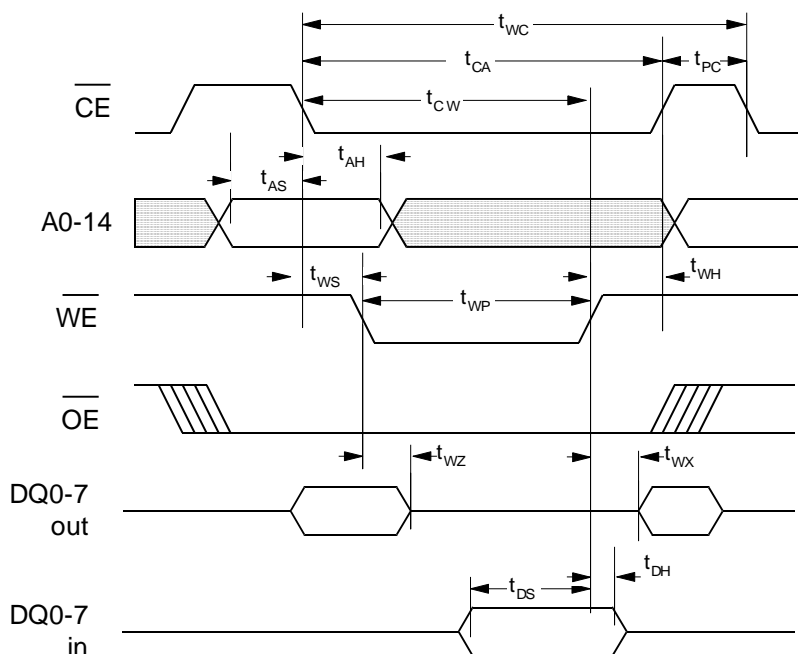 tWC
tCA
tPC
CE
tCW
tAH
tAS
A0-14
tWS
tWH
WE
tWP
OE
tWZ
tWX
DQ0-7
out
tDH
tDS
DQ0-7
in